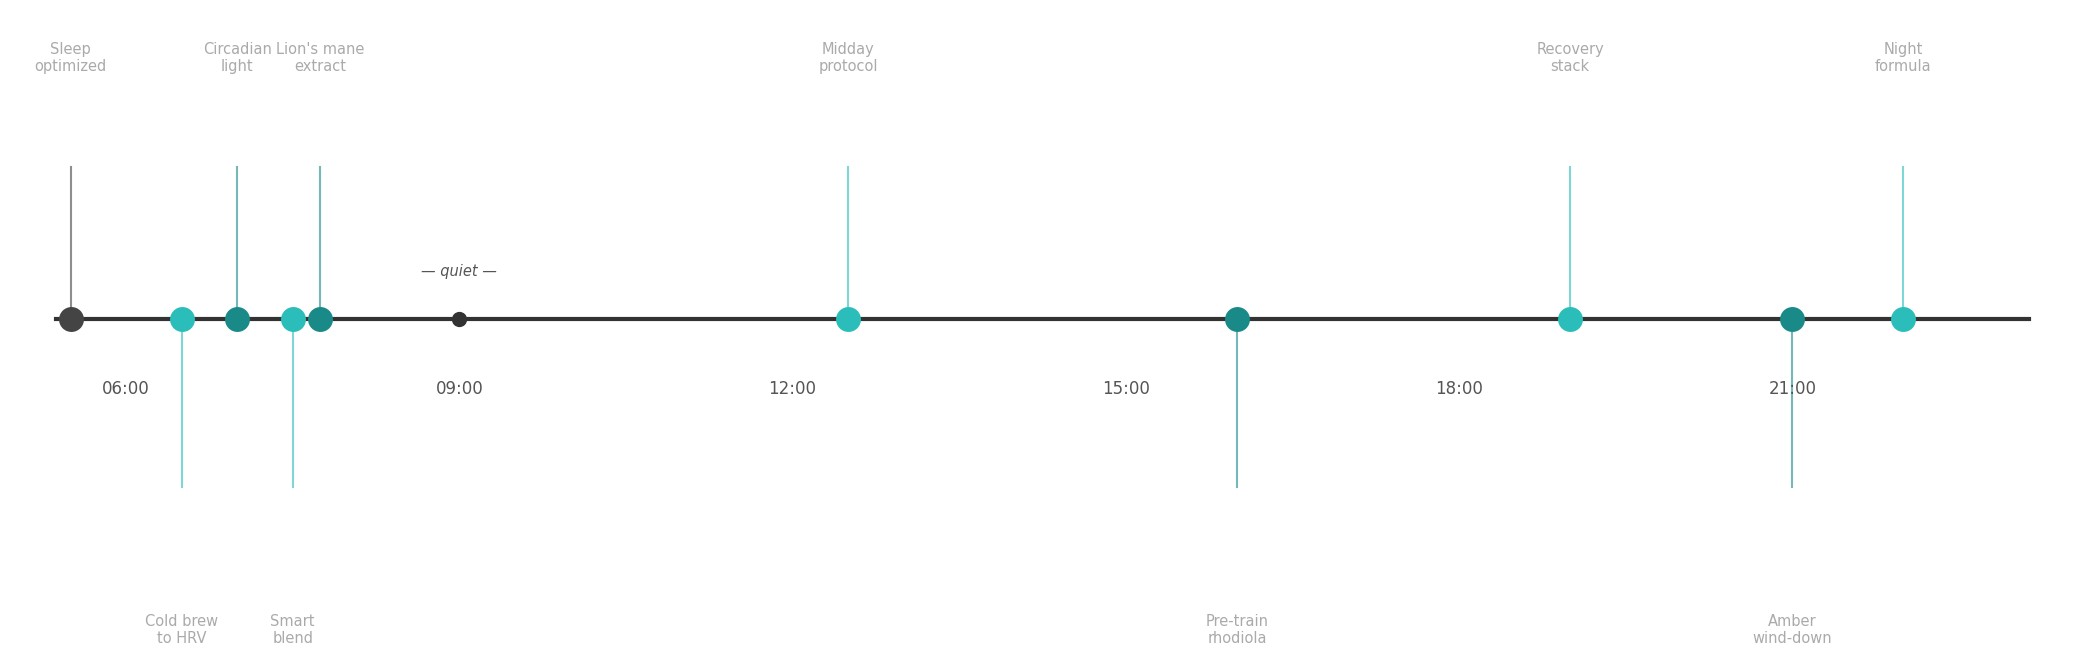 Sleep
optimized
Circadian
light
Lion's mane
extract
Midday
protocol
Recovery
stack
Night
formula
— quiet —
06:00
09:00
12:00
15:00
18:00
21:00
Cold brew
to HRV
Smart
blend
Pre-train
rhodiola
Amber
wind-down